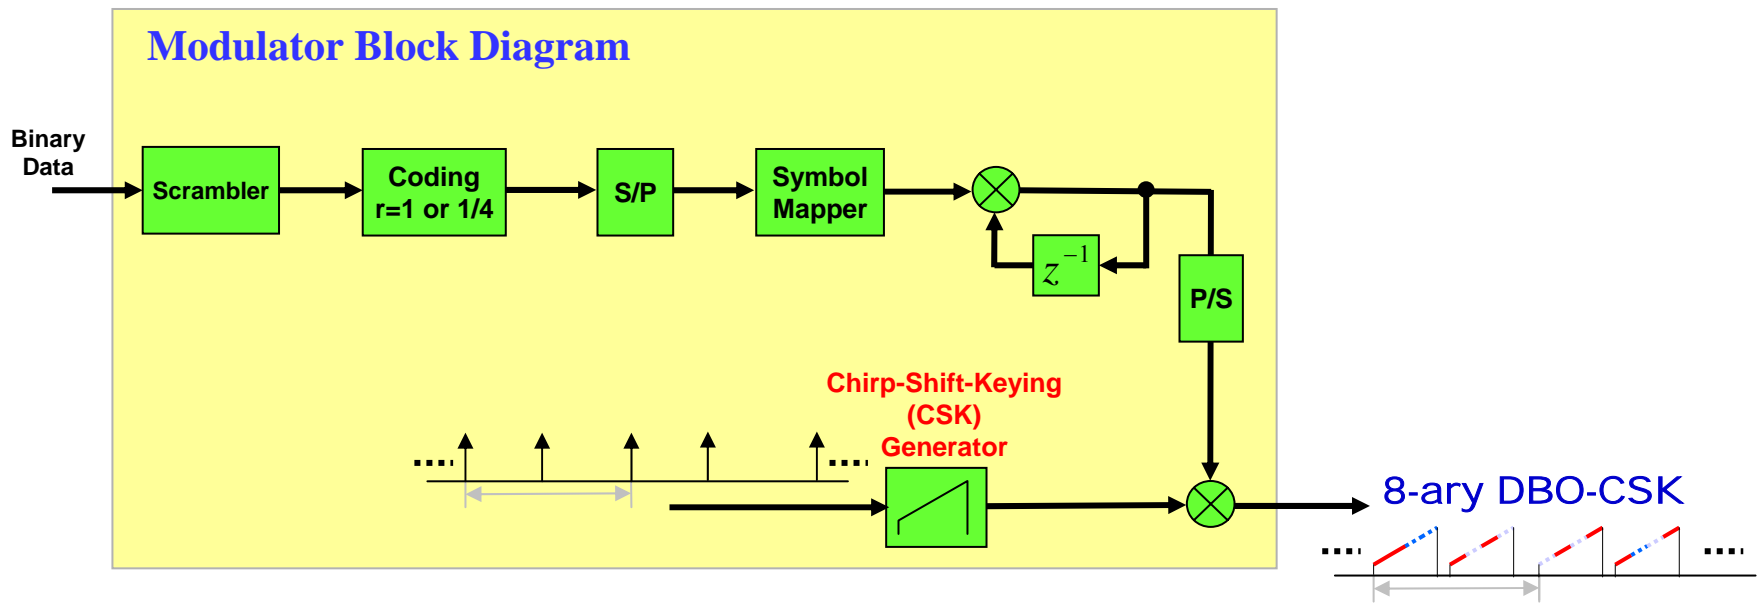 Modulator Block Diagram
Binary
Data
Scrambler
Coding
r=1 or 1/4
S/P
Symbol
Mapper
z⁻¹
P/S
Chirp-Shift-Keying
(CSK)
Generator
8-ary DBO-CSK